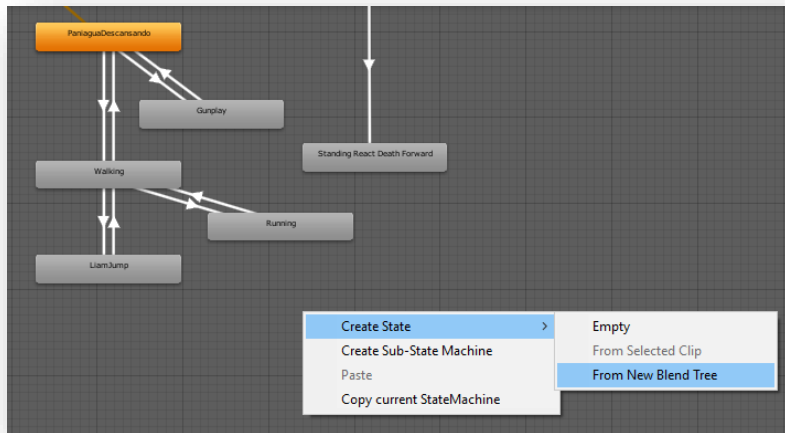 PaniaguaDescansando
Gunplay
Standing React Death Forward
Walking
Running
LiamJump
Create State
Empty
Create Sub-State Machine
From Selected Clip
Paste
From New Blend Tree
Copy current StateMachine